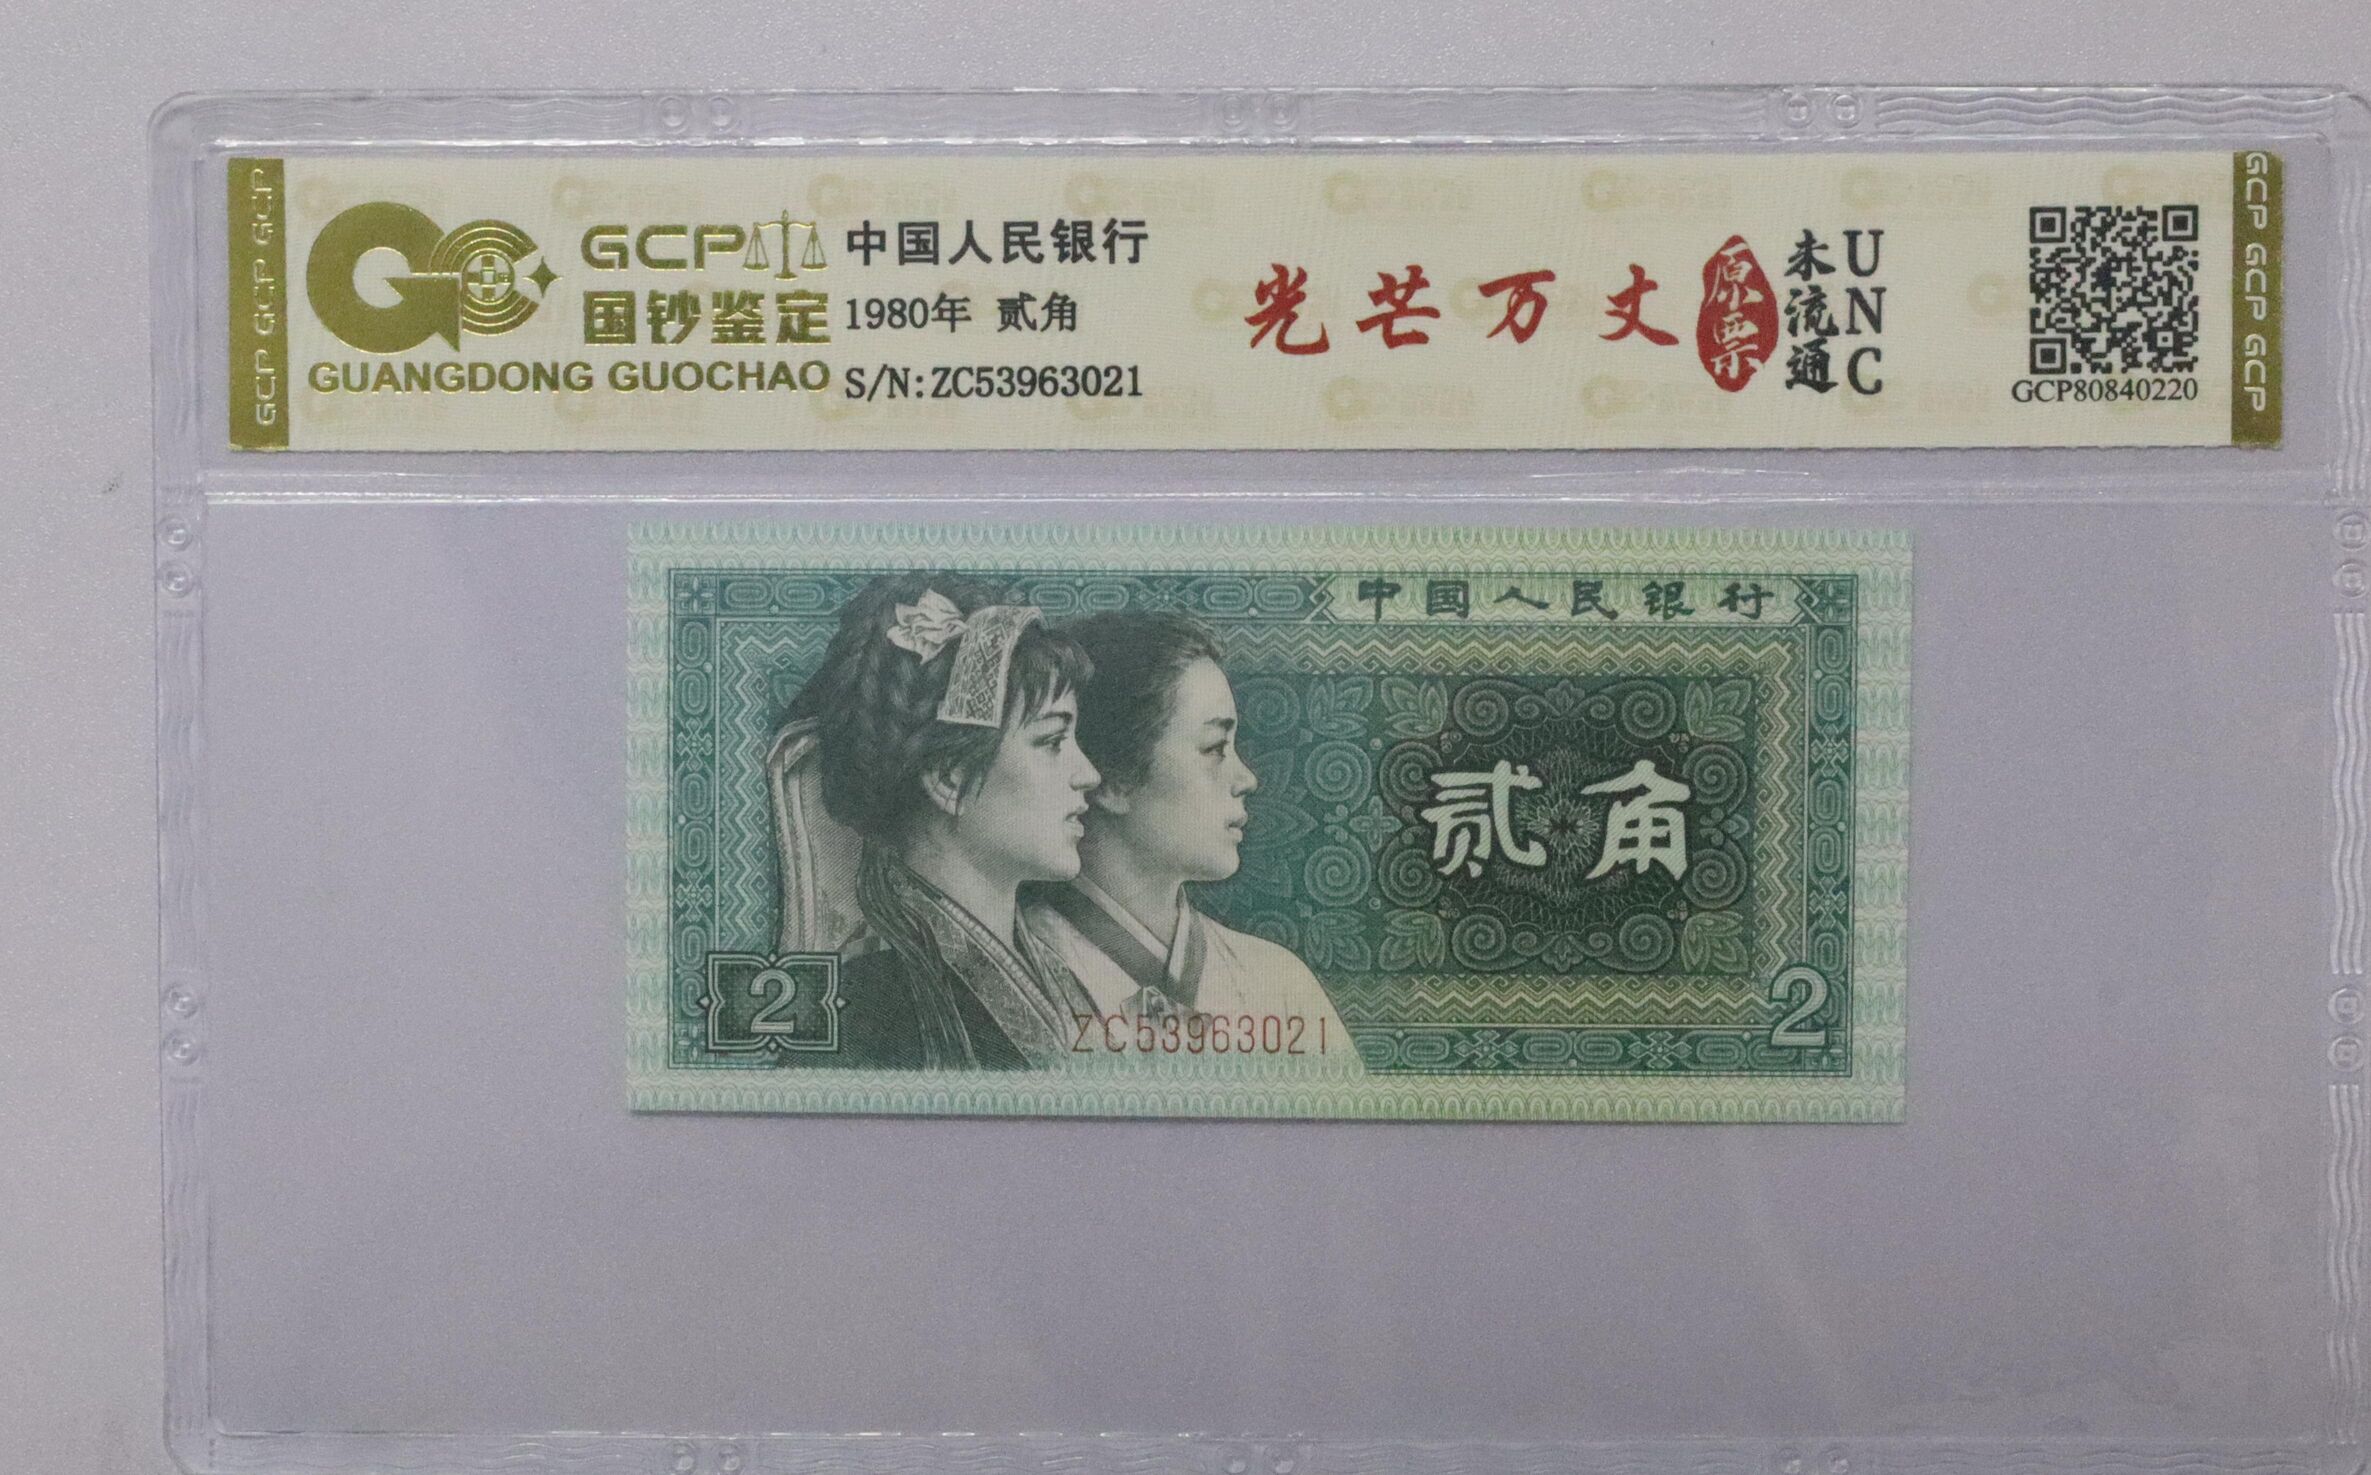 GCP GCP GCP
GCP
国钞鉴定
GUANGDONG GUOCHAO
中国人民银行
1980年 贰角
S/N:ZC53963021
光芒万丈
原票
未流通
UNC
GCP80840220
GCP GCP GCP
中国人民银行
贰角
2
ZC53963021
2